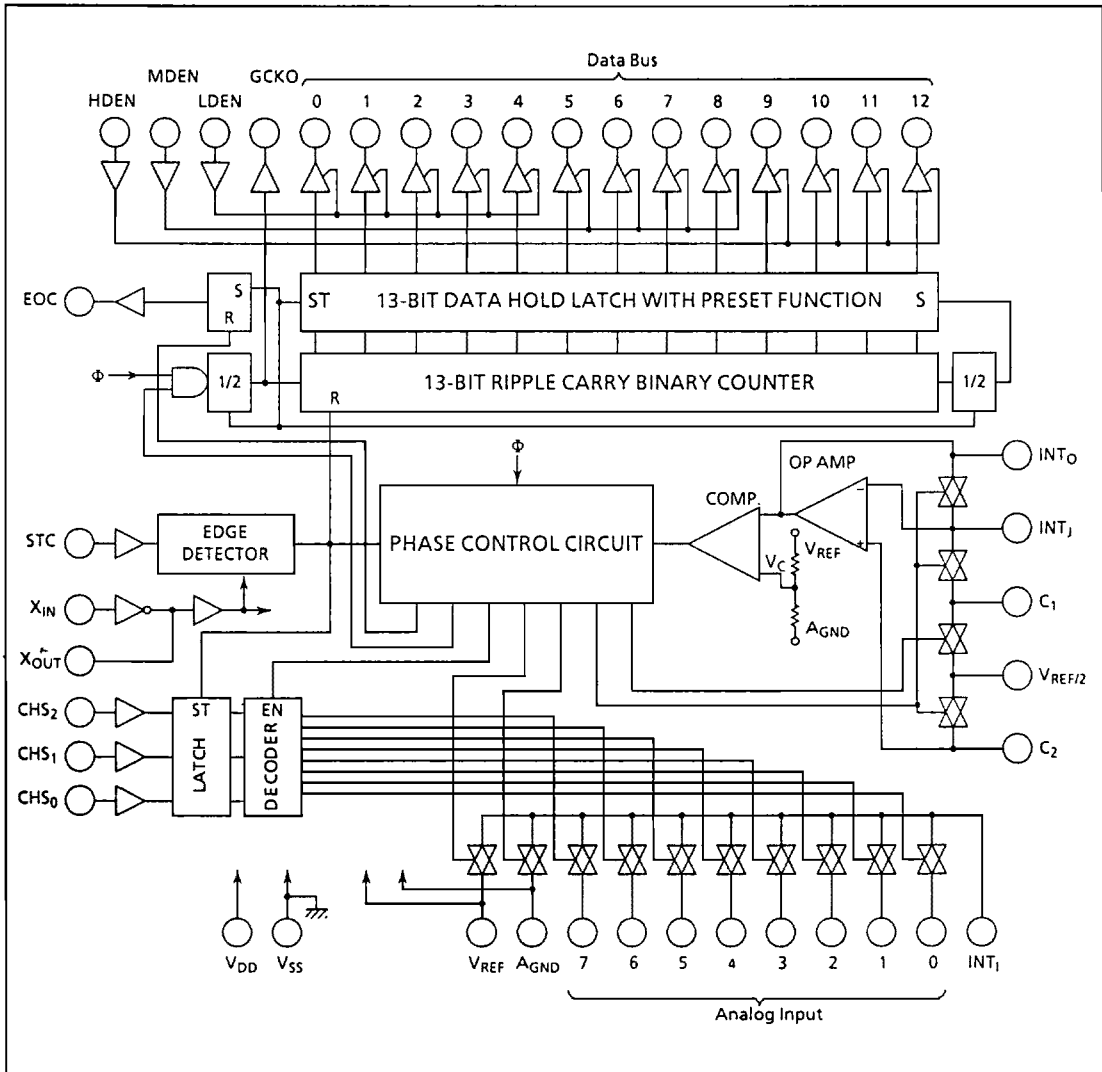 Data Bus
MDEN GCKO
HDEN LDEN 0 1 2 3 4 5 6 7 8 9 10 11 12
EOC
S
R
ST 13-BIT DATA HOLD LATCH WITH PRESET FUNCTION S
Φ
1/2
13-BIT RIPPLE CARRY BINARY COUNTER
R
1/2
Φ
OP AMP
INTO
COMP.
−
INTJ
STC
EDGE
DETECTOR
PHASE CONTROL CIRCUIT
VREF
+
VC
XIN
C1
AGND
XOUT
VREF/2
CHS2
ST
EN
C2
CHS1
LATCH
DECODER
CHS0
VDD VSS VREF AGND 7 6 5 4 3 2 1 0 INTI
Analog Input